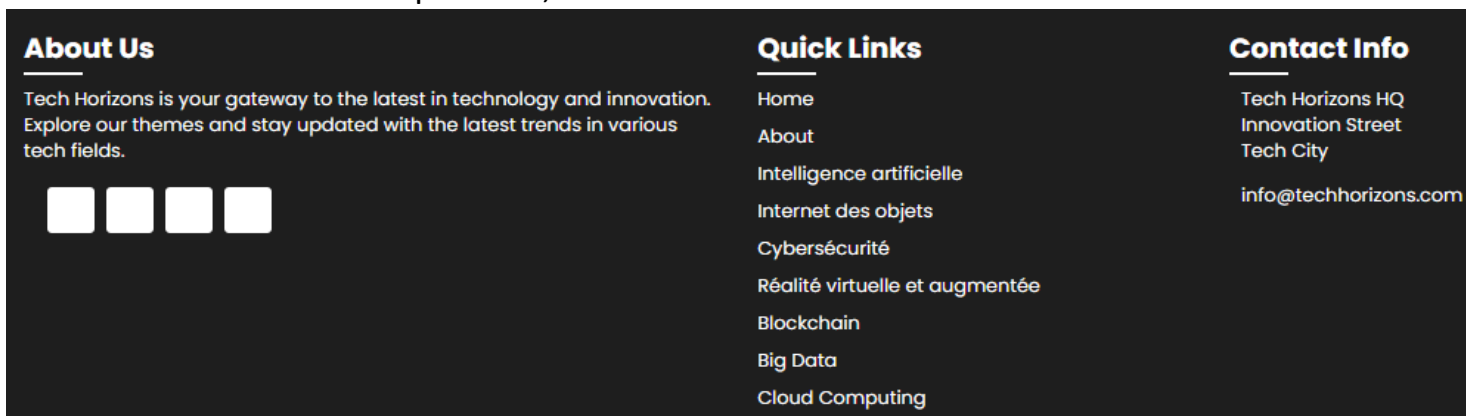 About Us
Tech Horizons is your gateway to the latest in technology and innovation.
Explore our themes and stay updated with the latest trends in various
tech fields.
Quick Links
Home
About
Intelligence artificielle
Internet des objets
Cybersécurité
Réalité virtuelle et augmentée
Blockchain
Big Data
Cloud Computing
Contact Info
Tech Horizons HQ
Innovation Street
Tech City
info@techhorizons.com